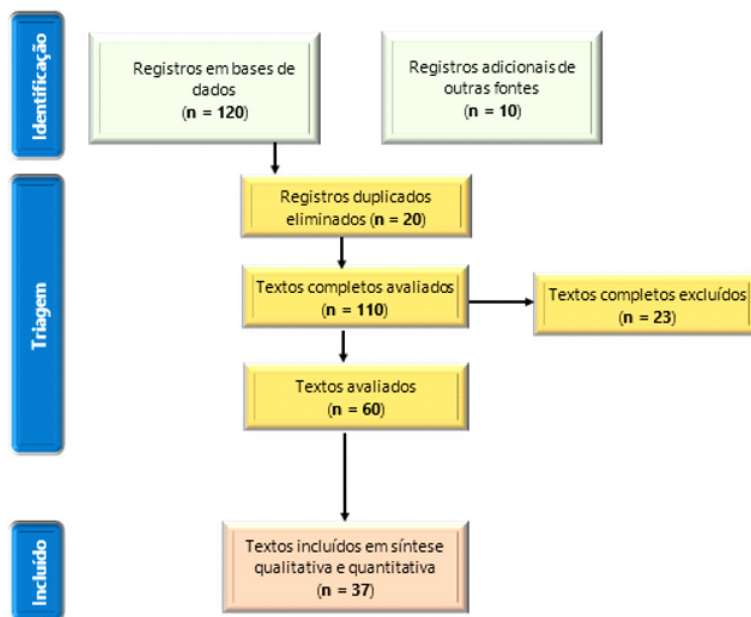 Identificação
Registros em bases de
dados
(n = 120)
Registros adicionais de
outras fontes
(n = 10)
Triagem
Registros duplicados
eliminados (n = 20)
Textos completos avaliados
(n = 110)
Textos completos excluídos
(n = 23)
Textos avaliados
(n = 60)
Incluído
Textos incluídos em síntese
qualitativa e quantitativa
(n = 37)